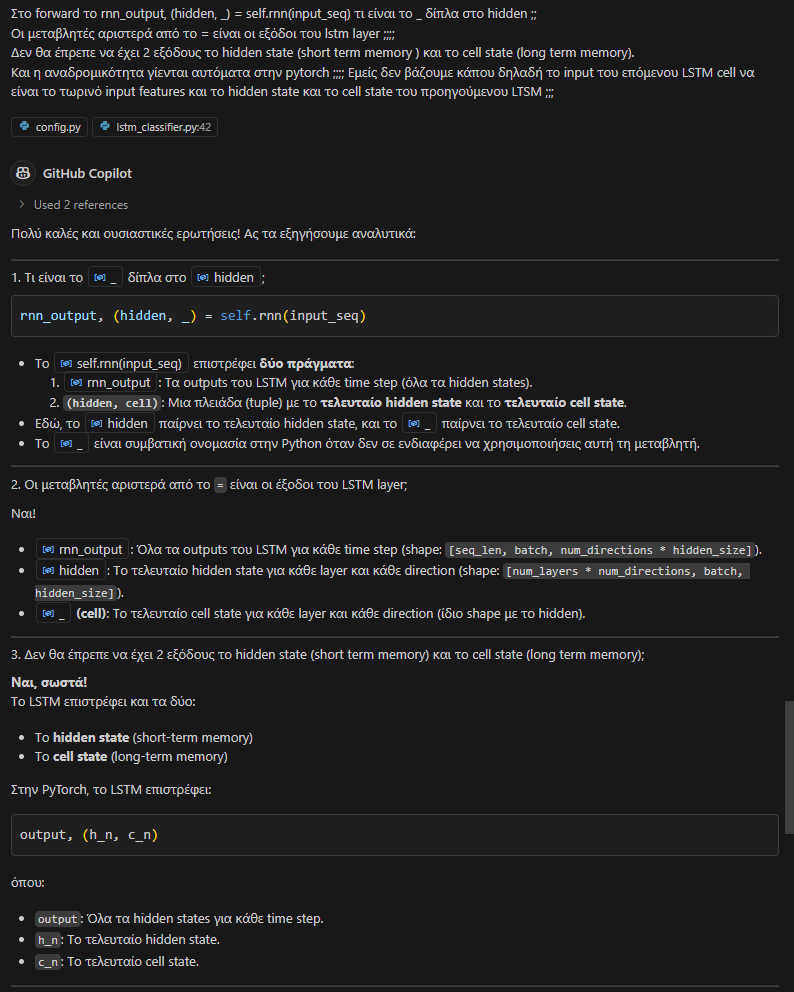 Στο forward το rnn_output, (hidden, _) = self.rnn(input_seq) τι είναι το _ δίπλα στο hidden ;;
Οι μεταβλητές αριστερά από το = είναι οι εξόδοι του lstm layer ;;;;
Δεν θα έπρεπε να έχει 2 εξόδους το hidden state (short term memory ) και το cell state (long term memory).
Και η αναδρομικότητα γίενται αυτόματα στην pytorch ;;;; Εμείς δεν βάζουμε κάπου δηλαδή το input του επόμενου LSTM cell να
είναι το τωρινό input features και το hidden state και το cell state του προηγούμενου LTSM ;;;
config.py lstm_classifier.py:42
GitHub Copilot
> Used 2 references
Πολύ καλές και ουσιαστικές ερωτήσεις! Ας τα εξηγήσουμε αναλυτικά:
1. Τι είναι το _ δίπλα στο hidden ;
rnn_output, (hidden, _) = self.rnn(input_seq)
• Το self.rnn(input_seq) επιστρέφει δύο πράγματα:
1. rnn_output : Τα outputs του LSTM για κάθε time step (όλα τα hidden states).
2. (hidden, cell): Μια πλειάδα (tuple) με το τελευταίο hidden state και το τελευταίο cell state.
• Εδώ, το hidden παίρνει το τελευταίο hidden state, και το _ παίρνει το τελευταίο cell state.
• Το _ είναι συμβατική ονομασία στην Python όταν δεν σε ενδιαφέρει να χρησιμοποιήσεις αυτή τη μεταβλητή.
2. Οι μεταβλητές αριστερά από το = είναι οι έξοδοι του LSTM layer;
Ναι!
• rnn_output : Όλα τα outputs του LSTM για κάθε time step (shape: [seq_len, batch, num_directions * hidden_size]).
• hidden : Το τελευταίο hidden state για κάθε layer και κάθε direction (shape: [num_layers * num_directions, batch,
hidden_size]).
• _ (cell): Το τελευταίο cell state για κάθε layer και κάθε direction (ίδιο shape με το hidden).
3. Δεν θα έπρεπε να έχει 2 εξόδους το hidden state (short term memory) και το cell state (long term memory);
Ναι, σωστά!
Το LSTM επιστρέφει και τα δύο:
• Το hidden state (short-term memory)
• Το cell state (long-term memory)
Στην PyTorch, το LSTM επιστρέφει:
output, (h_n, c_n)
όπου:
• output: Όλα τα hidden states για κάθε time step.
• h_n: Το τελευταίο hidden state.
• c_n: Το τελευταίο cell state.